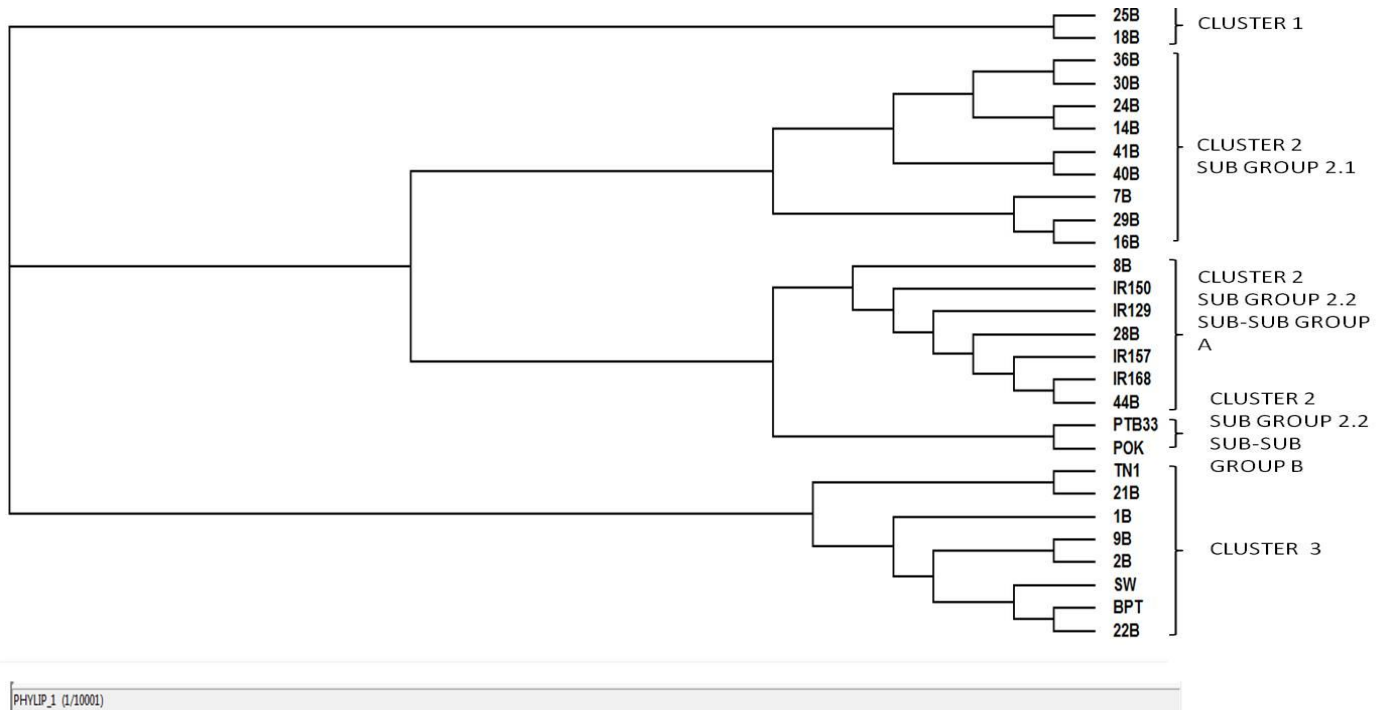 25B
18B
CLUSTER 1
36B
30B
24B
14B
41B
40B
7B
29B
16B
CLUSTER 2
SUB GROUP 2.1
8B
IR150
IR129
28B
IR157
IR168
44B
CLUSTER 2
SUB GROUP 2.2
SUB-SUB GROUP
A
PTB33
POK
CLUSTER 2
SUB GROUP 2.2
SUB-SUB
GROUP B
TN1
21B
1B
9B
2B
SW
BPT
22B
CLUSTER 3
PHYLIP_1 (1/10001)